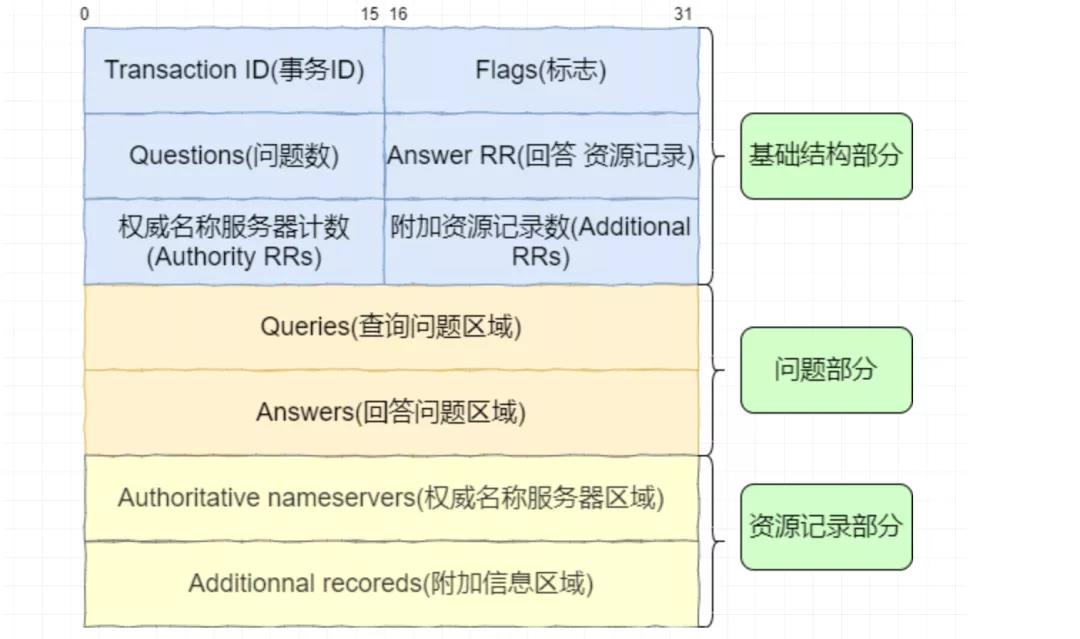 0 15 16 31
Transaction ID(事务ID) Flags(标志)
Questions(问题数) Answer RR(回答 资源记录)
基础结构部分
权威名称服务器计数
(Authority RRs)
附加资源记录数(Additional
RRs)
Queries(查询问题区域)
问题部分
Answers(回答问题区域)
Authoritative nameservers(权威名称服务器区域)
资源记录部分
Additionnal recoreds(附加信息区域)